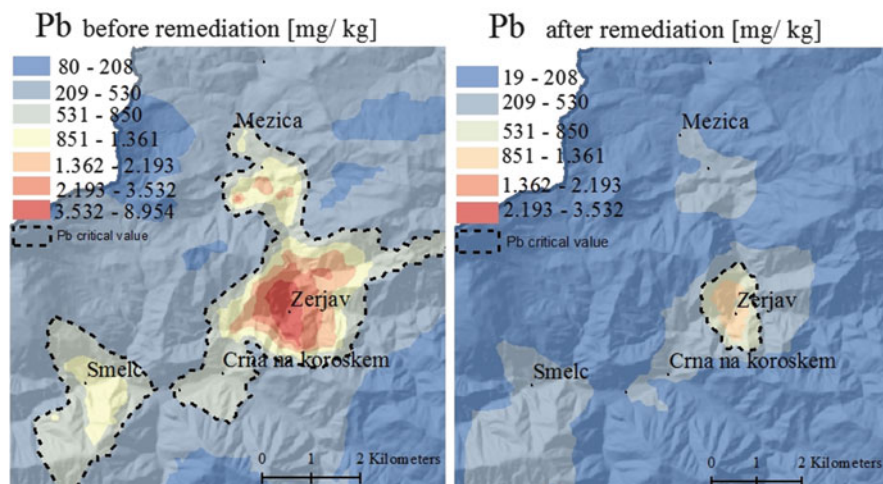 Pb before remediation [mg/ kg]
80 - 208
209 - 530
531 - 850
851 - 1.361
1.362 - 2.193
2.193 - 3.532
3.532 - 8.954
Pb critical value
Mezica
Zerjav
Smelc
Crna na koroskem
0 1 2 Kilometers
Pb after remediation [mg/ kg]
19 - 208
209 - 530
531 - 850
851 - 1.361
1.362 - 2.193
2.193 - 3.532
Pb critical value
Mezica
Zerjav
Crna na koroskem
Smelc
0 1 2 Kilometers